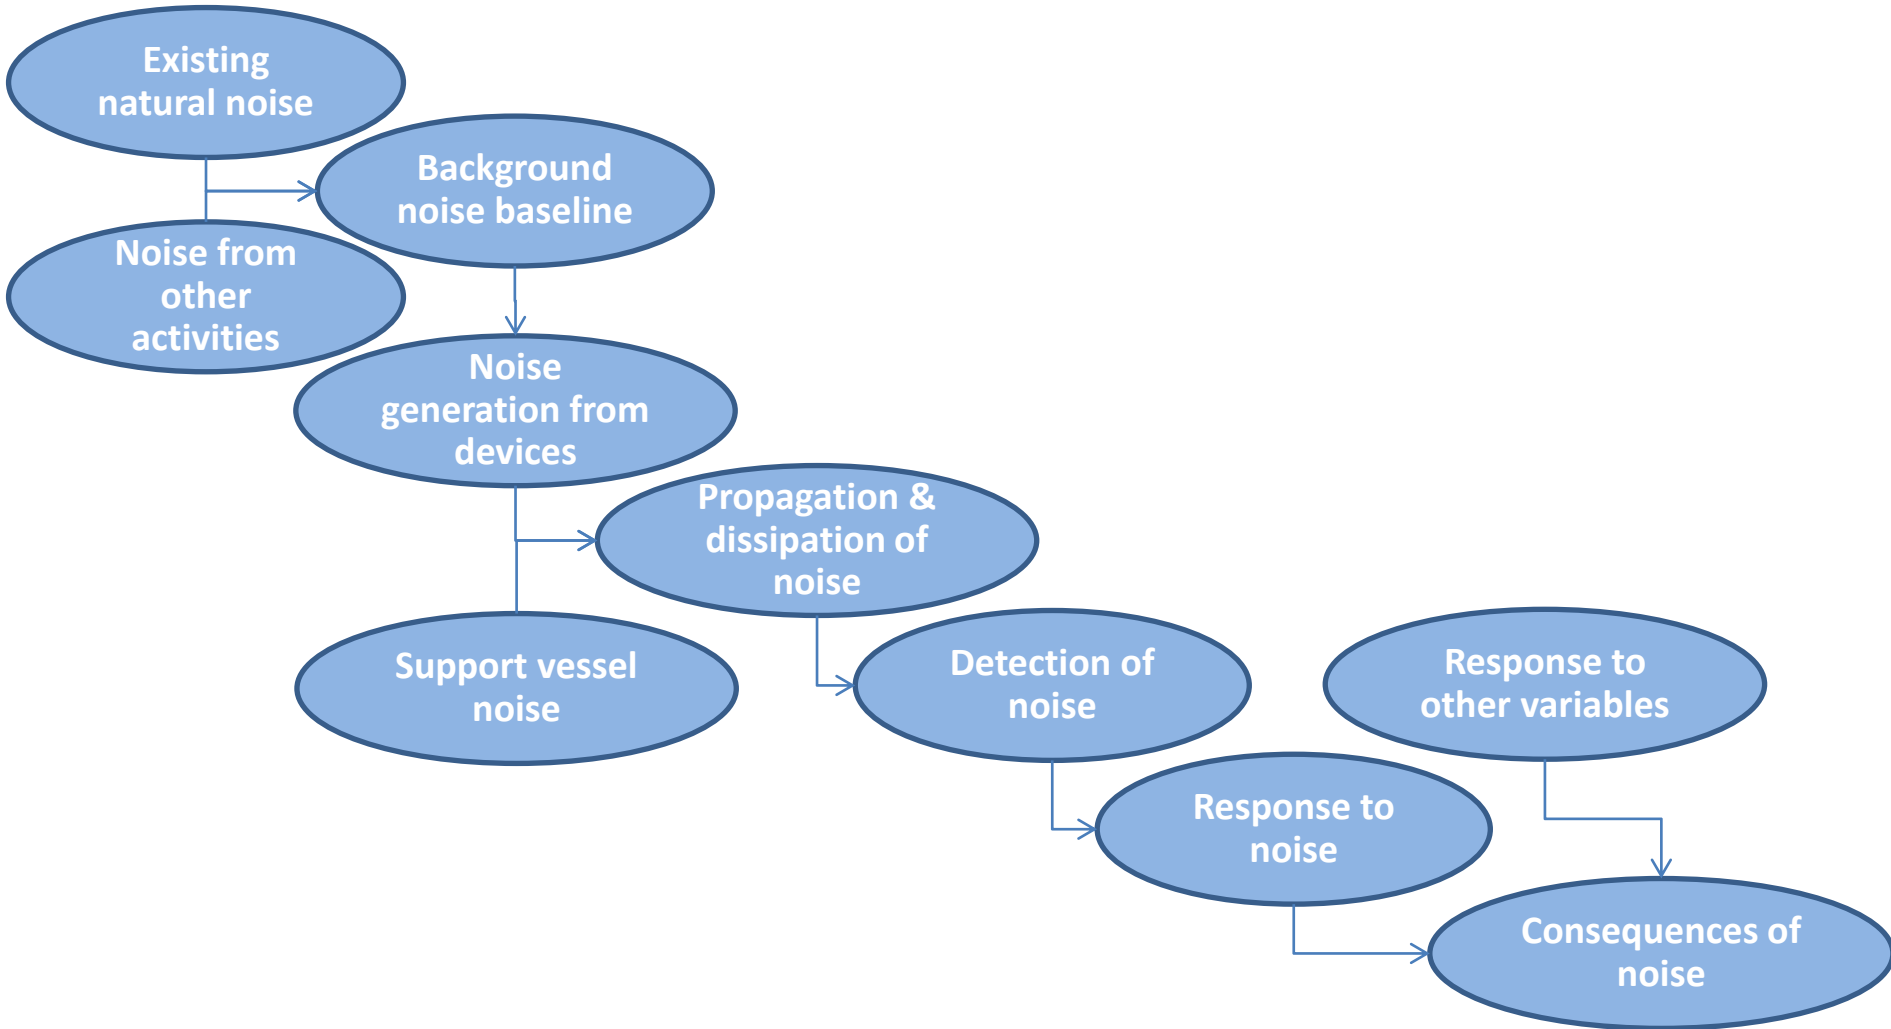 Existing
natural noise
Background
noise baseline
Noise from
other
activities
Noise
generation from
devices
Propagation &
dissipation of
noise
Support vessel
noise
Detection of
noise
Response to
other variables
Response to
noise
Consequences of
noise